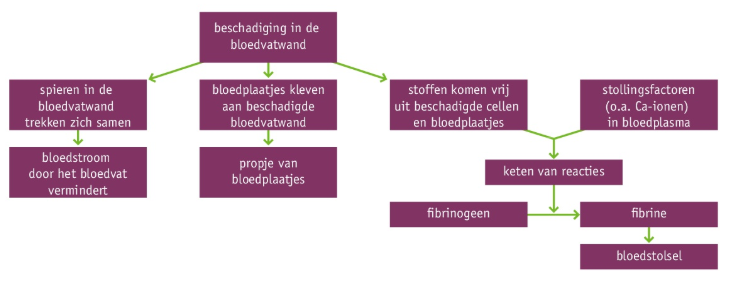 beschadiging in de
bloedvatwand
spieren in de
bloedvatwand
trekken zich samen
bloedplaatjes kleven
aan beschadigde
bloedvatwand
stoffen komen vrij
uit beschadigde cellen
en bloedplaatjes
stollingsfactoren
(o.a. Ca-ionen)
in bloedplasma
bloedstroom
door het bloedvat
vermindert
propje van
bloedplaatjes
keten van reacties
fibrinogeen
fibrine
bloedstolsel